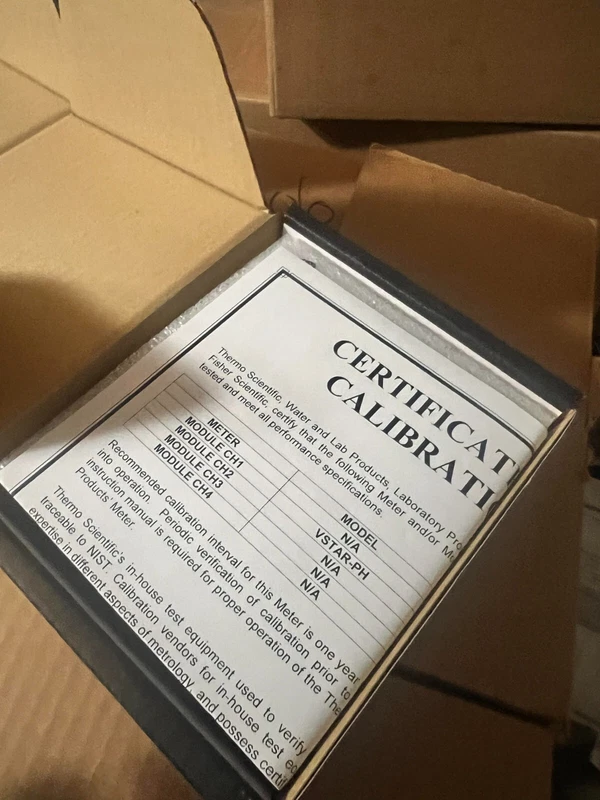 CERTIFICAT
CALIBRATI
Thermo Scientific, Water and Lab Products, Laboratory Pro
Fisher Scientific, certify that the following Meter and/or M
tested and meet all performance specifications.
MODEL
METER N/A
MODULE CH1 VSTAR-PH
MODULE CH2 N/A
MODULE CH3 N/A
MODULE CH4 N/A
Recommended calibration interval for this Meter is one year
into operation. Periodic verification of calibration prior to
instruction manual is required for proper operation of the The
Products' Meter.
Thermo Scientific's in-house test equipment used to verify
traceable to NIST. Calibration vendors for in-house test eq
expertise in different aspects of metrology, and possess certif